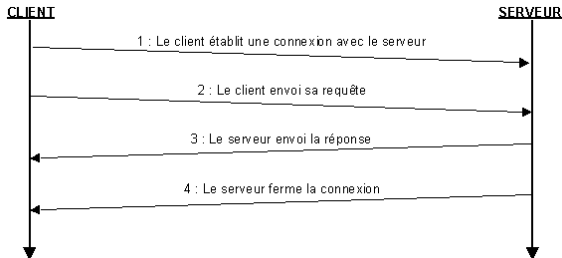 CLIENT
SERVEUR
1 : Le client établit une connexion avec le serveur
2 : Le client envoi sa requête
3 : Le serveur envoi la réponse
4 : Le serveur ferme la connexion